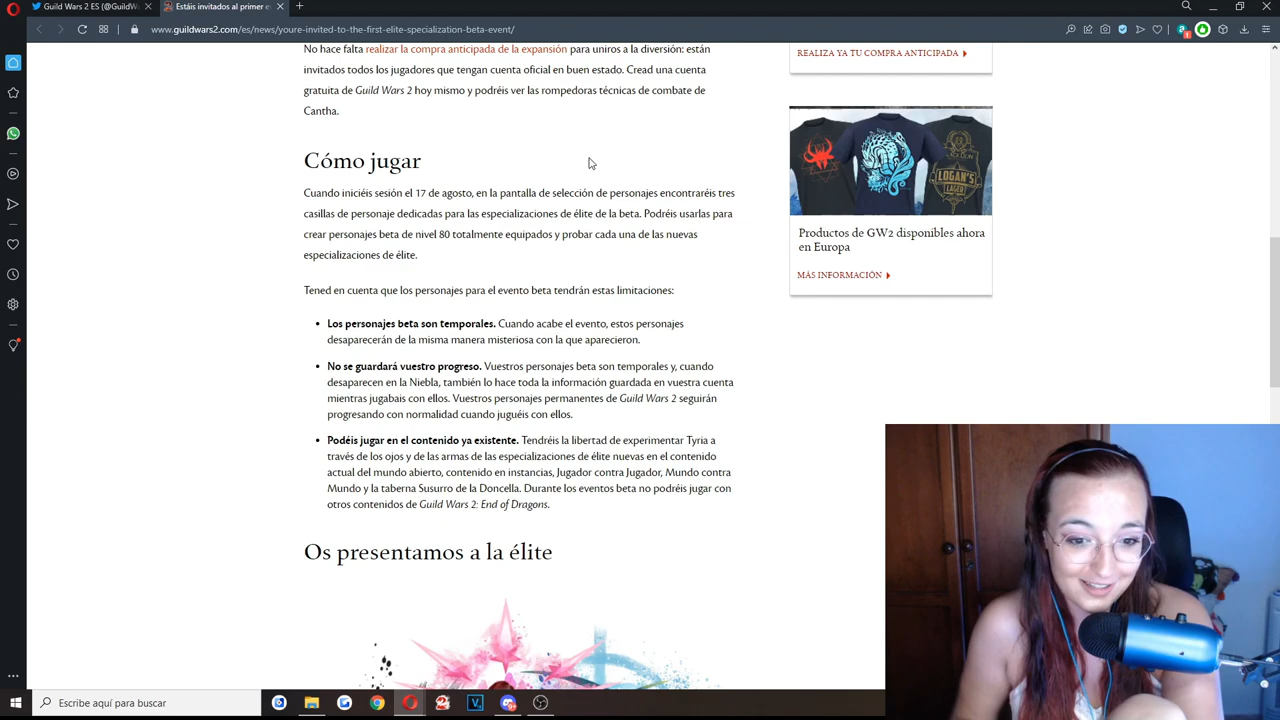 Guild Wars 2 ES (@GuildW
Estáis invitados al primer e
www.guildwars2.com/es/news/youre-invited-to-the-first-elite-specialization-beta-event/
No hace falta realizar la compra anticipada de la expansión para uniros a la diversión: están
invitados todos los jugadores que tengan cuenta oficial en buen estado. Cread una cuenta
gratuita de Guild Wars 2 hoy mismo y podréis ver las rompedoras técnicas de combate de
Cantha.
Cómo jugar
Cuando iniciéis sesión el 17 de agosto, en la pantalla de selección de personajes encontraréis tres
casillas de personaje dedicadas para las especializaciones de élite de la beta. Podréis usarlas para
crear personajes beta de nivel 80 totalmente equipados y probar cada una de las nuevas
especializaciones de élite.
Tened en cuenta que los personajes para el evento beta tendrán estas limitaciones:
• Los personajes beta son temporales. Cuando acabe el evento, estos personajes
desaparecerán de la misma manera misteriosa con la que aparecieron.
• No se guardará vuestro progreso. Vuestros personajes beta son temporales y, cuando
desaparecen en la Niebla, también lo hace toda la información guardada en vuestra cuenta
mientras jugabais con ellos. Vuestros personajes permanentes de Guild Wars 2 seguirán
progresando con normalidad cuando juguéis con ellos.
• Podéis jugar en el contenido ya existente. Tendréis la libertad de experimentar Tyria a
través de los ojos y de las armas de las especializaciones de élite nuevas en el contenido
actual del mundo abierto, contenido en instancias, Jugador contra Jugador, Mundo contra
Mundo y la taberna Susurro de la Doncella. Durante los eventos beta no podréis jugar con
otros contenidos de Guild Wars 2: End of Dragons.
Os presentamos a la élite
REALIZA YA TU COMPRA ANTICIPADA
LOGAN'S
LAGER
Productos de GW2 disponibles ahora
en Europa
MÁS INFORMACIÓN
Escribe aquí para buscar